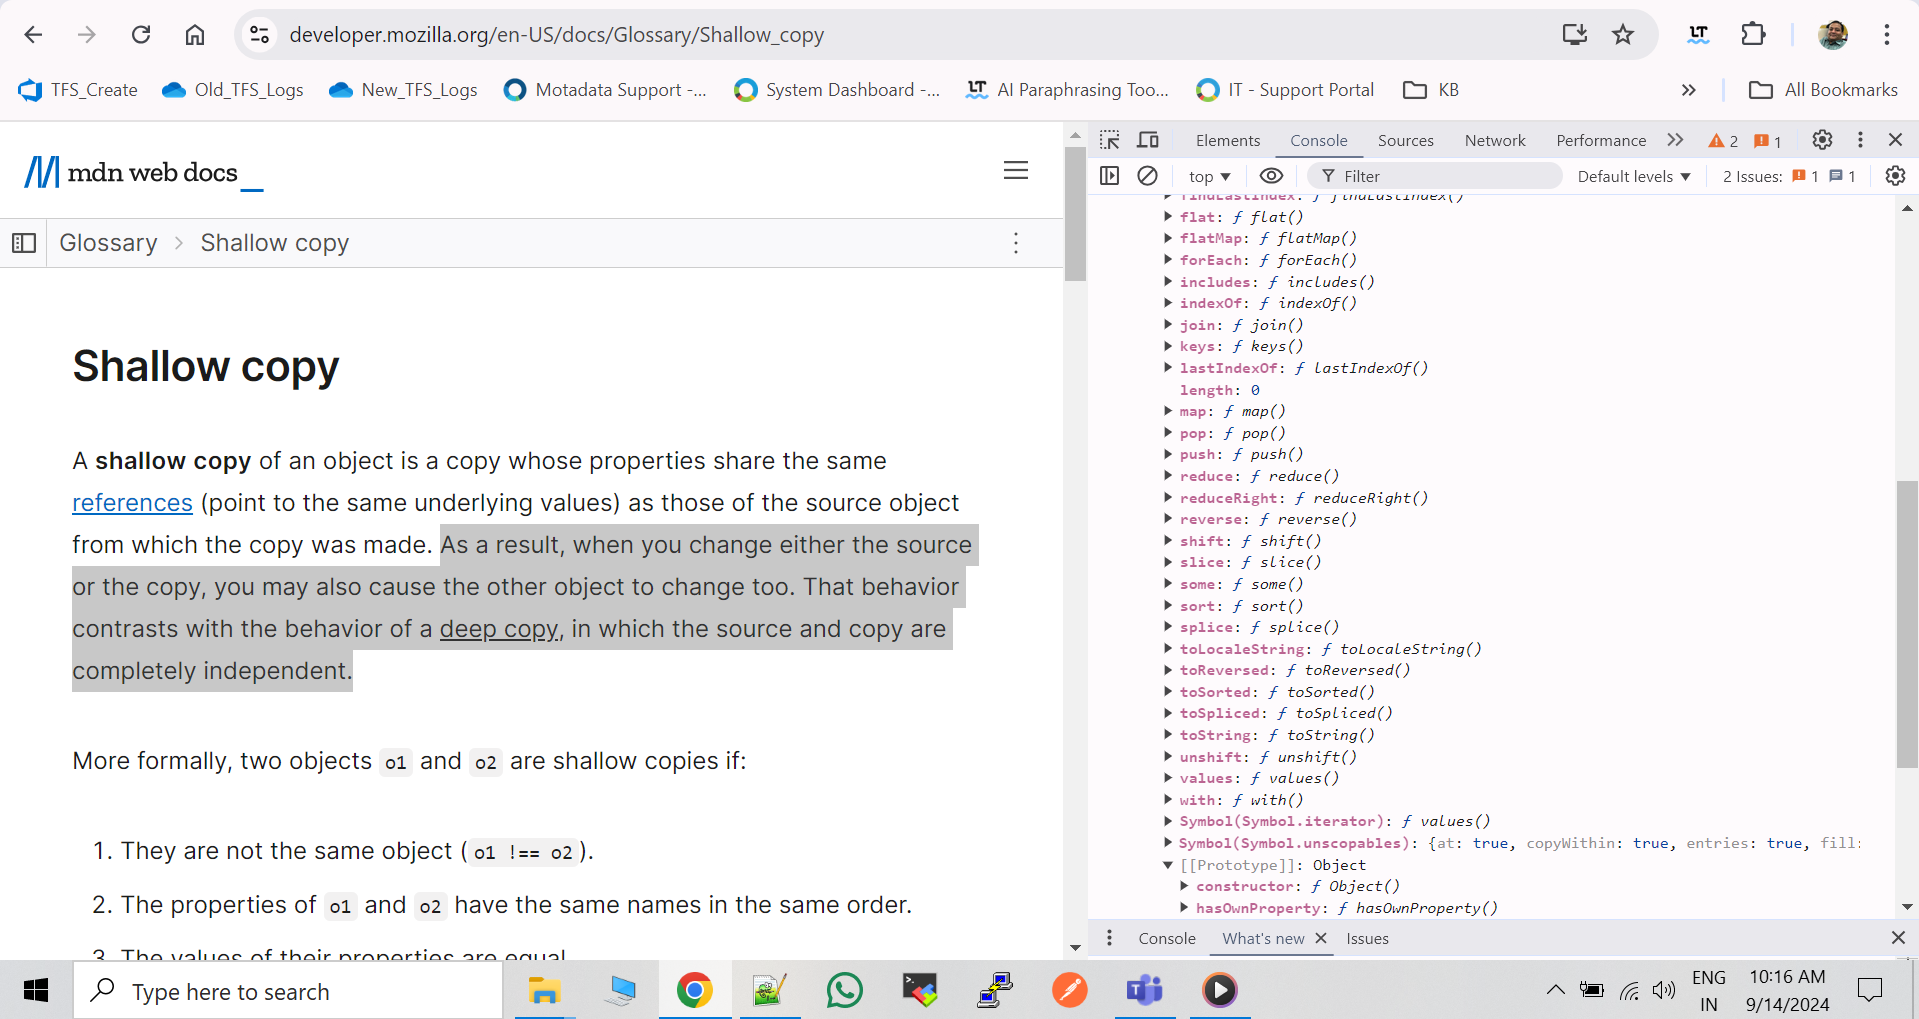 developer.mozilla.org/en-US/docs/Glossary/Shallow_copy
LT
TFS_Create
Old_TFS_Logs
New_TFS_Logs
Motadata Support -...
System Dashboard -...
LT AI Paraphrasing Too...
IT - Support Portal
KB
All Bookmarks
mdn web docs_
Glossary
Shallow copy
Shallow copy
A shallow copy of an object is a copy whose properties share the same
references (point to the same underlying values) as those of the source object
from which the copy was made. As a result, when you change either the source
or the copy, you may also cause the other object to change too. That behavior
contrasts with the behavior of a deep copy, in which the source and copy are
completely independent.
More formally, two objects o1 and o2 are shallow copies if:
1. They are not the same object (o1 !== o2).
2. The properties of o1 and o2 have the same names in the same order.
3. The values of their properties are equal.
Elements
Console
Sources
Network
Performance
2
1
top
Filter
Default levels
2 Issues: 1 1
findLastIndex: ƒ findLastIndex()
flat: ƒ flat()
flatMap: ƒ flatMap()
forEach: ƒ forEach()
includes: ƒ includes()
indexOf: ƒ indexOf()
join: ƒ join()
keys: ƒ keys()
lastIndexOf: ƒ lastIndexOf()
length: 0
map: ƒ map()
pop: ƒ pop()
push: ƒ push()
reduce: ƒ reduce()
reduceRight: ƒ reduceRight()
reverse: ƒ reverse()
shift: ƒ shift()
slice: ƒ slice()
some: ƒ some()
sort: ƒ sort()
splice: ƒ splice()
toLocaleString: ƒ toLocaleString()
toReversed: ƒ toReversed()
toSorted: ƒ toSorted()
toSpliced: ƒ toSpliced()
toString: ƒ toString()
unshift: ƒ unshift()
values: ƒ values()
with: ƒ with()
Symbol(Symbol.iterator): ƒ values()
Symbol(Symbol.unscopables): {at: true, copyWithin: true, entries: true, fill:
[[Prototype]]: Object
constructor: ƒ Object()
hasOwnProperty: ƒ hasOwnProperty()
Console
What's new
Issues
Type here to search
ENG
IN
10:16 AM
9/14/2024